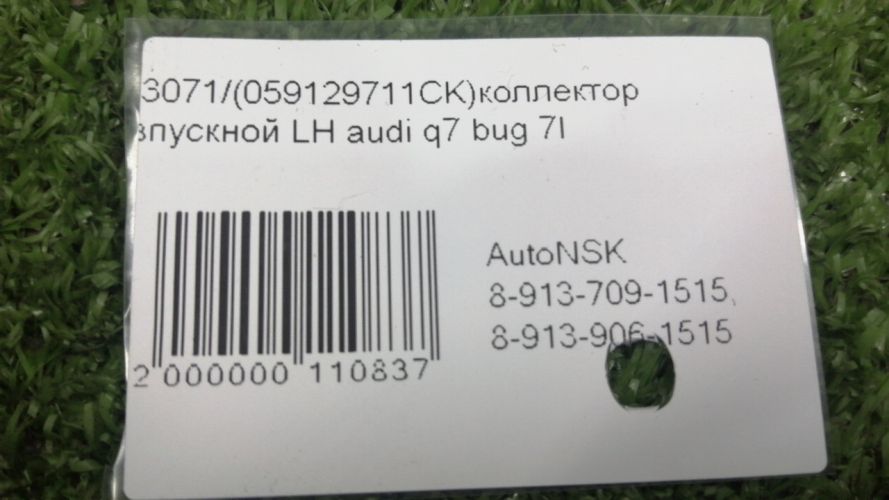 3071/(059129711CK)коллектор
впускной LH audi q7 bug 7l
AutoNSK
8-913-709-1515,
8-913-906-1515
2 000000 110837